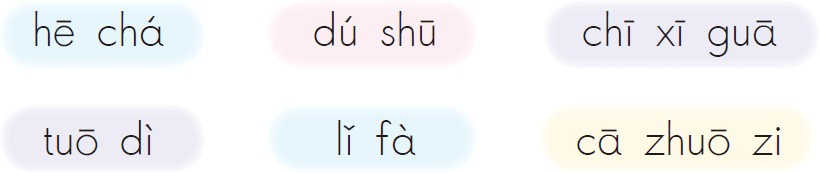 hē chá dú shū chī xī guā
tuō dì lǐ fà cā zhuō zi